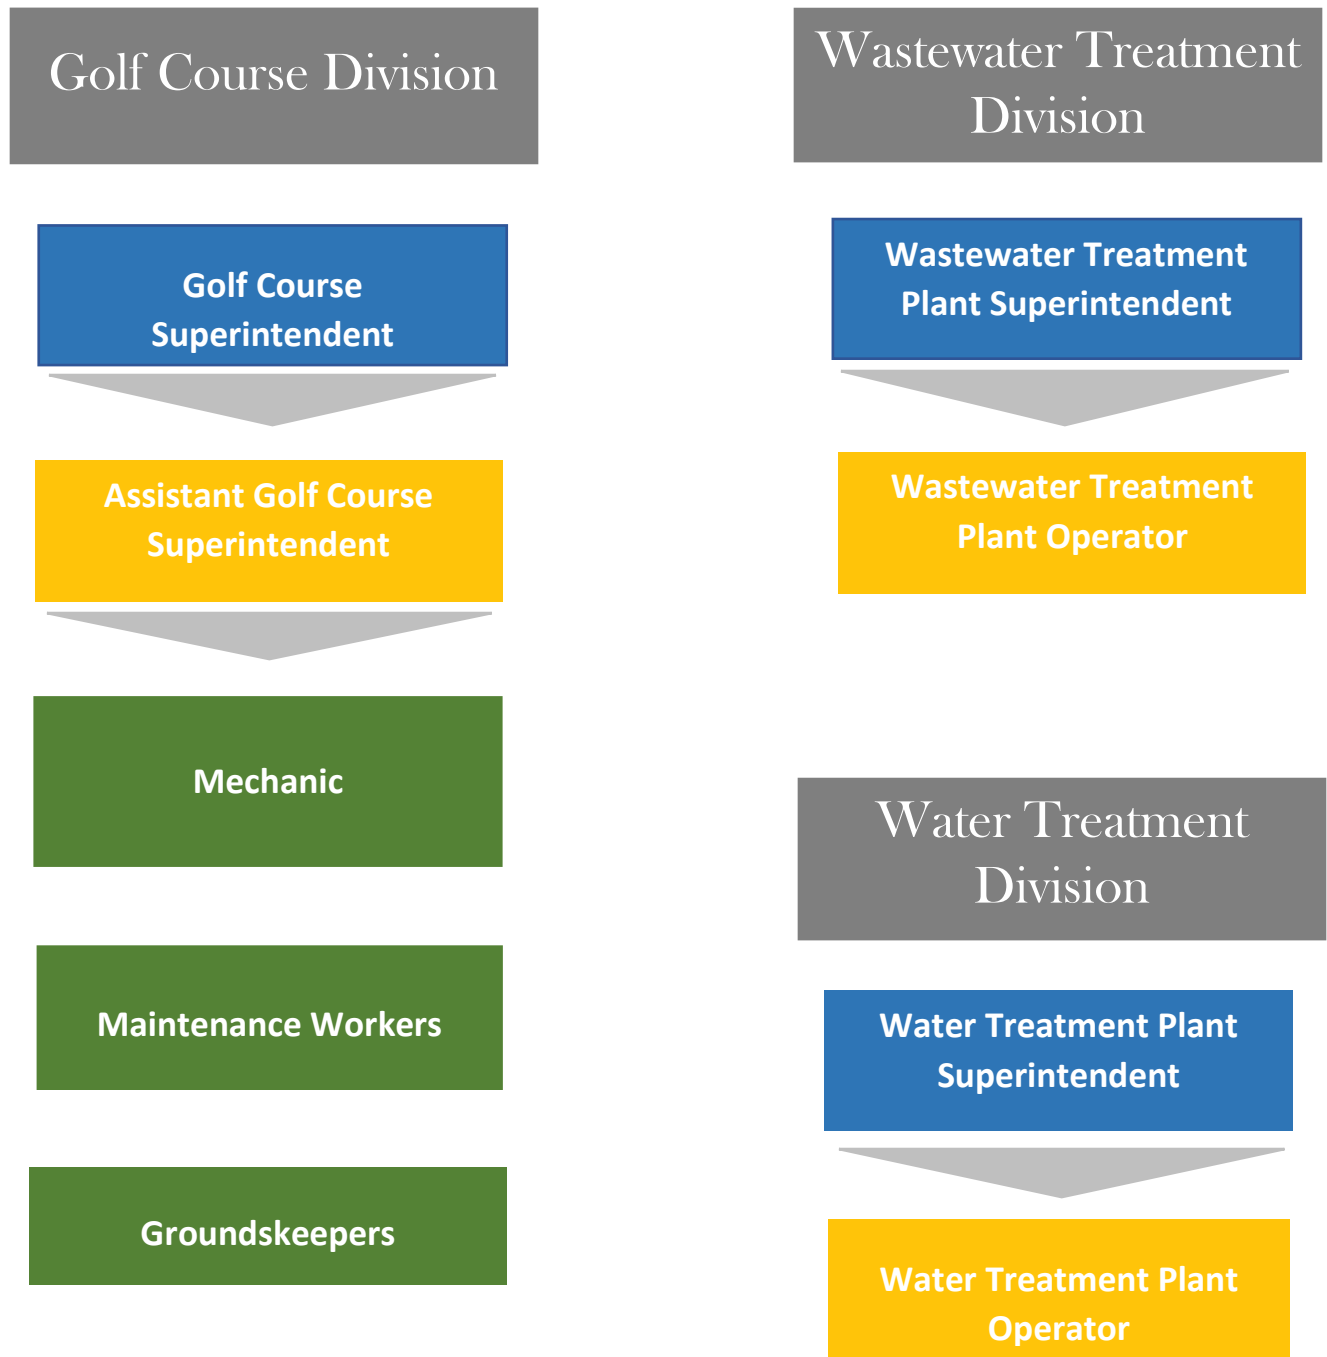 Golf Course Division
Golf Course
Superintendent
Assistant Golf Course
Superintendent
Mechanic
Maintenance Workers
Groundskeepers
Wastewater Treatment
Division
Wastewater Treatment
Plant Superintendent
Wastewater Treatment
Plant Operator
Water Treatment
Division
Water Treatment Plant
Superintendent
Water Treatment Plant
Operator